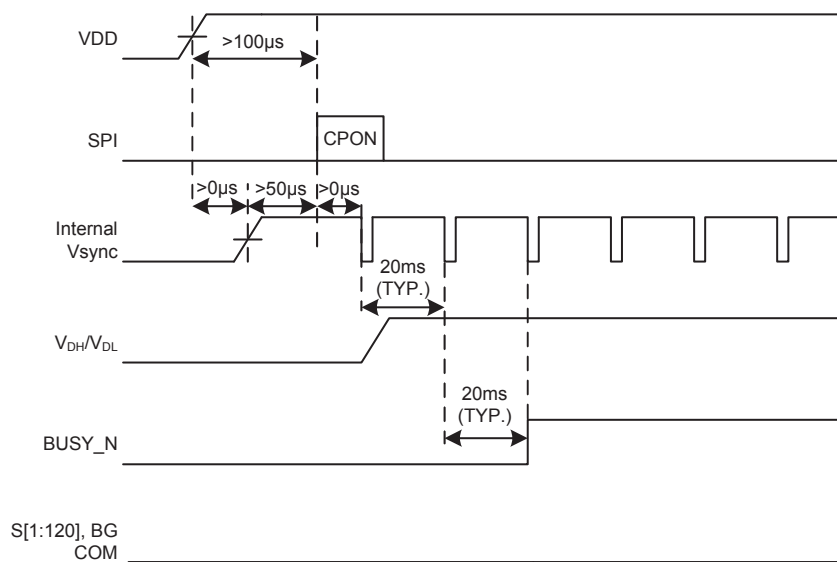 VDD
>100µs
SPI
CPON
>0µs
>50µs
>0µs
Internal
Vsync
20ms
(TYP.)
VDH/VDL
20ms
(TYP.)
BUSY_N
S[1:120], BG
COM